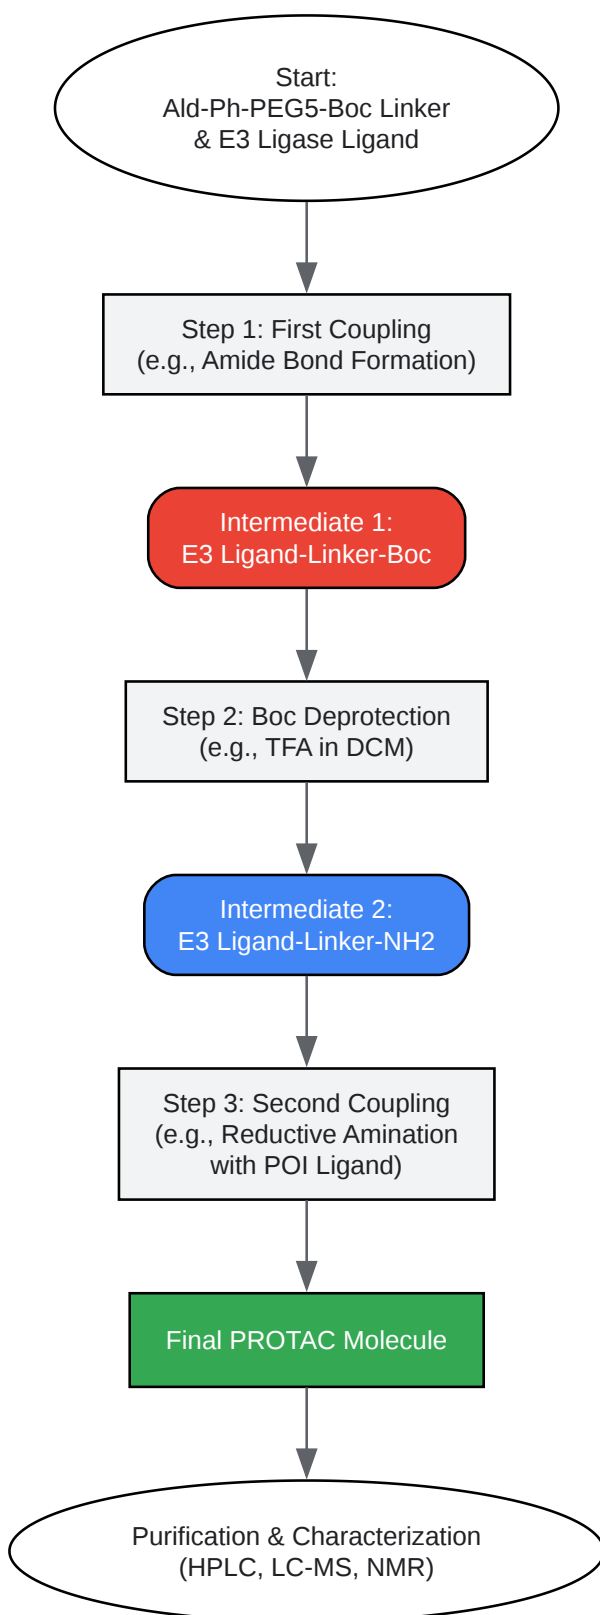 Start:
Ald-Ph-PEG5-Boc Linker
& E3 Ligase Ligand
Step 1: First Coupling
(e.g., Amide Bond Formation)
Intermediate 1:
E3 Ligand-Linker-Boc
Step 2: Boc Deprotection
(e.g., TFA in DCM)
Intermediate 2:
E3 Ligand-Linker-NH2
Step 3: Second Coupling
(e.g., Reductive Amination
with POI Ligand)
Final PROTAC Molecule
Purification & Characterization
(HPLC, LC-MS, NMR)